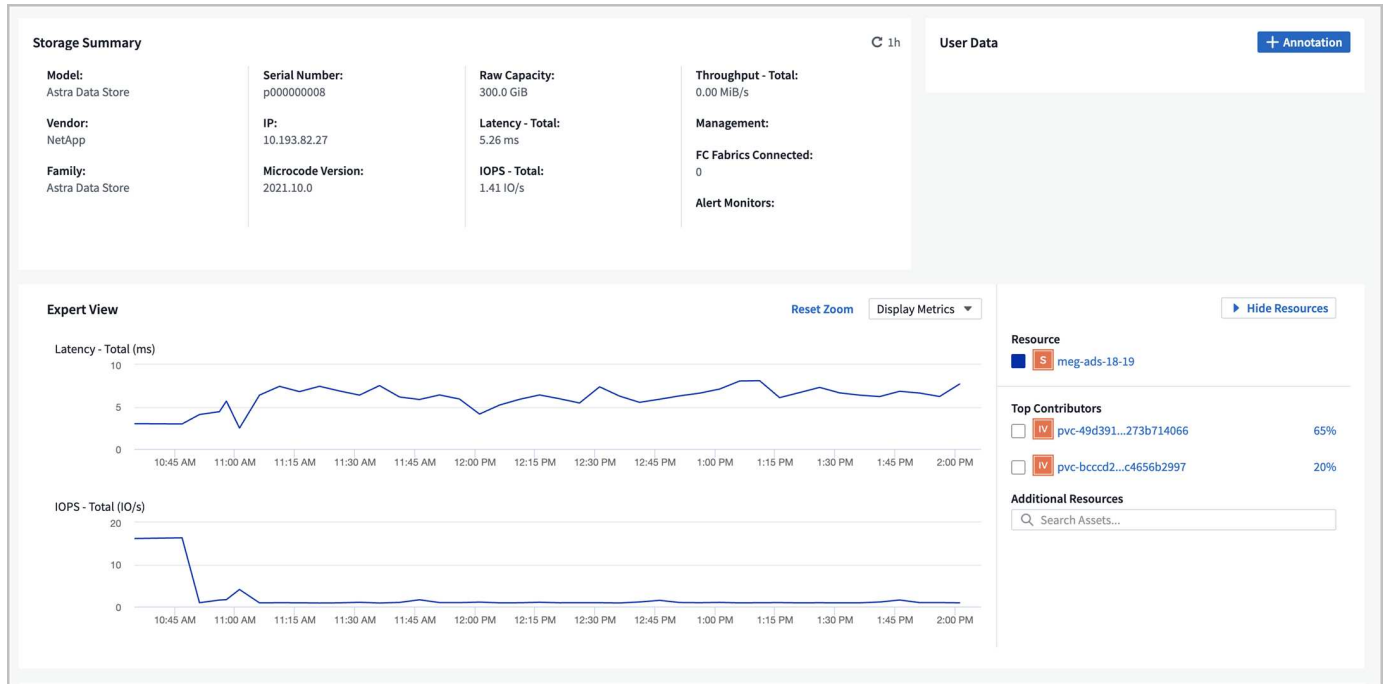 Storage Summary
1h
Model:
Astra Data Store
Vendor:
NetApp
Family:
Astra Data Store
Serial Number:
p000000008
IP:
10.193.82.27
Microcode Version:
2021.10.0
Raw Capacity:
300.0 GiB
Latency - Total:
5.26 ms
IOPS - Total:
1.41 IO/s
Throughput - Total:
0.00 MiB/s
Management:
FC Fabrics Connected:
0
Alert Monitors:
User Data
+ Annotation
Expert View
Reset Zoom
Display Metrics
Latency - Total (ms)
10
5
0
10:45 AM 11:00 AM 11:15 AM 11:30 AM 11:45 AM 12:00 PM 12:15 PM 12:30 PM 12:45 PM 1:00 PM 1:15 PM 1:30 PM 1:45 PM 2:00 PM
IOPS - Total (IO/s)
20
10
0
10:45 AM 11:00 AM 11:15 AM 11:30 AM 11:45 AM 12:00 PM 12:15 PM 12:30 PM 12:45 PM 1:00 PM 1:15 PM 1:30 PM 1:45 PM 2:00 PM
Hide Resources
Resource
S meg-ads-18-19
Top Contributors
IV pvc-49d391...273b714066 65%
IV pvc-bcccd2...c4656b2997 20%
Additional Resources
Search Assets...